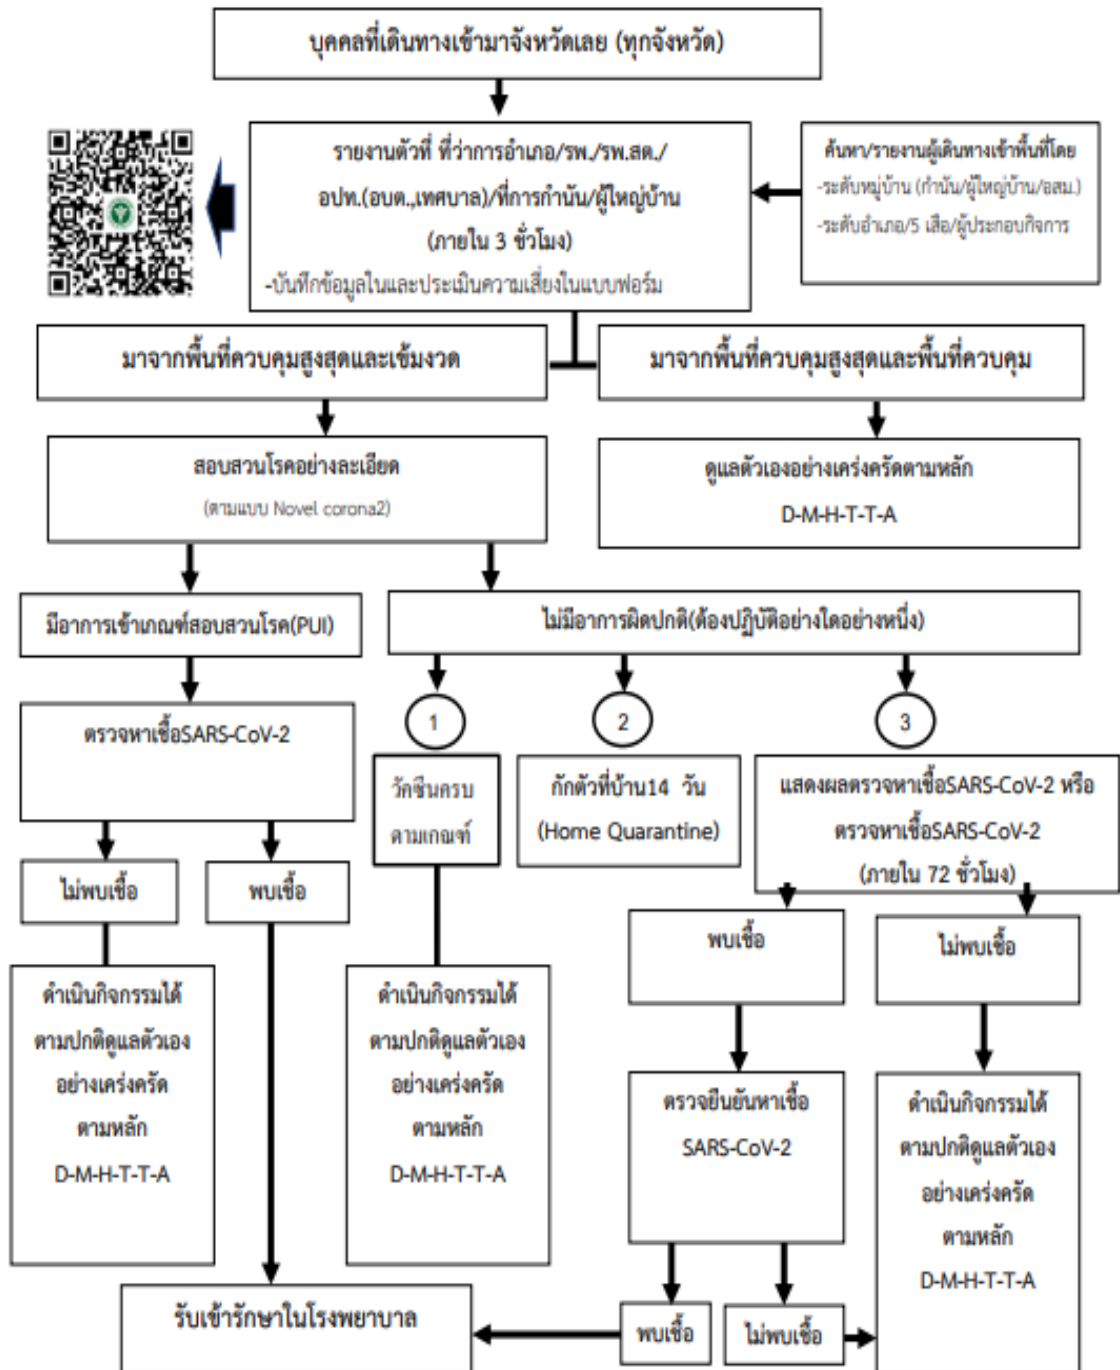 บุคคลที่เดินทางเข้ามาจังหวัดเลย (ทุกจังหวัด)
รายงานตัวที่ ที่ว่าการอำเภอ/รพ./รพ.สต./
อปท.(อบต.,เทศบาล)/ที่การกำนัน/ผู้ใหญ่บ้าน
(ภายใน 3 ชั่วโมง)
-บันทึกข้อมูลในและประเมินความเสี่ยงในแบบฟอร์ม
ค้นหา/รายงานผู้เดินทางเข้าพื้นที่โดย
-ระดับหมู่บ้าน (กำนัน/ผู้ใหญ่บ้าน/อสม.)
-ระดับอำเภอ/5 เสือ/ผู้ประกอบกิจการ
มาจากพื้นที่ควบคุมสูงสุดและเข้มงวด
มาจากพื้นที่ควบคุมสูงสุดและพื้นที่ควบคุม
สอบสวนโรคอย่างละเอียด
(ตามแบบ Novel corona2)
ดูแลตัวเองอย่างเคร่งครัดตามหลัก
D-M-H-T-T-A
มีอาการเข้าเกณฑ์สอบสวนโรค(PUI)
ไม่มีอาการผิดปกติ(ต้องปฏิบัติอย่างใดอย่างหนึ่ง)
ตรวจหาเชื้อSARS-CoV-2
1
2
3
วัคซีนครบ
ตามเกณฑ์
กักตัวที่บ้าน14 วัน
(Home Quarantine)
แสดงผลตรวจหาเชื้อSARS-CoV-2 หรือ
ตรวจหาเชื้อSARS-CoV-2
(ภายใน 72 ชั่วโมง)
ไม่พบเชื้อ
พบเชื้อ
พบเชื้อ
ไม่พบเชื้อ
ดำเนินกิจกรรมได้
ตามปกติดูแลตัวเอง
อย่างเคร่งครัด
ตามหลัก
D-M-H-T-T-A
ดำเนินกิจกรรมได้
ตามปกติดูแลตัวเอง
อย่างเคร่งครัด
ตามหลัก
D-M-H-T-T-A
ตรวจยืนยันหาเชื้อ
SARS-CoV-2
ดำเนินกิจกรรมได้
ตามปกติดูแลตัวเอง
อย่างเคร่งครัด
ตามหลัก
D-M-H-T-T-A
รับเข้ารักษาในโรงพยาบาล
พบเชื้อ
ไม่พบเชื้อ